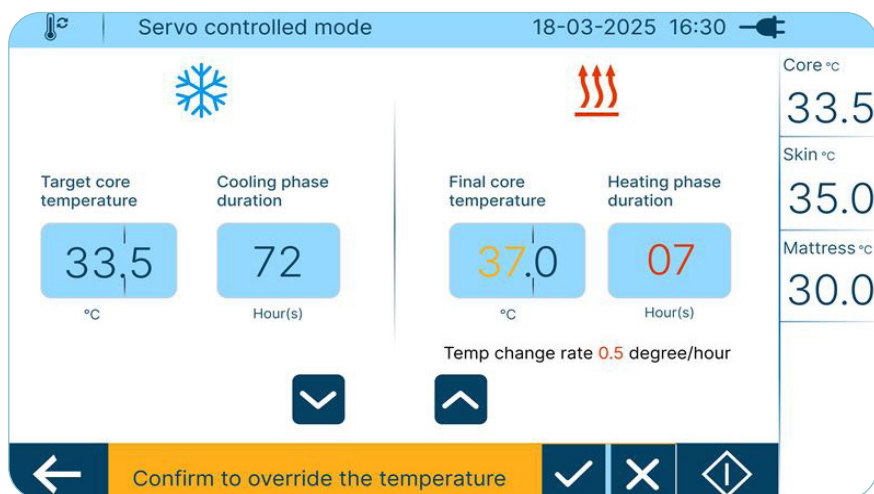 Servo controlled mode
18-03-2025 16:30
Core °C
33.5
Skin °C
35.0
Mattress °C
30.0
Target core
temperature
33.5
°C
Cooling phase
duration
72
Hour(s)
Final core
temperature
37.0
°C
Heating phase
duration
07
Hour(s)
Temp change rate 0.5 degree/hour
Confirm to override the temperature